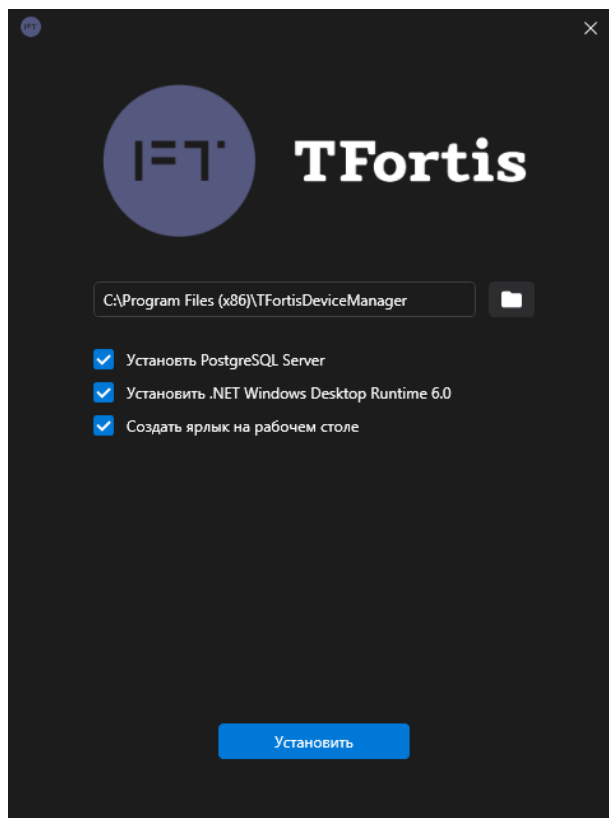 FT
TFortis
C:\Program Files (x86)\TFortisDeviceManager
Установть PostgreSQL Server
Установить .NET Windows Desktop Runtime 6.0
Создать ярлык на рабочем столе
Установить